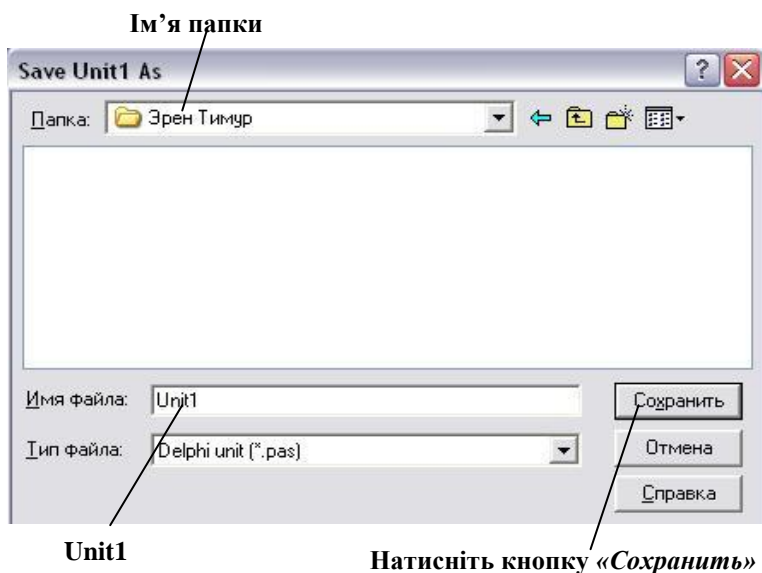 Ім’я папки
Save Unit1 As
Папка: Эрен Тимур
Имя файла: Unit1 Сохранить
Тип файла: Delphi unit (*.pas) Отмена
Справка
Unit1
Натисніть кнопку «Сохранить»